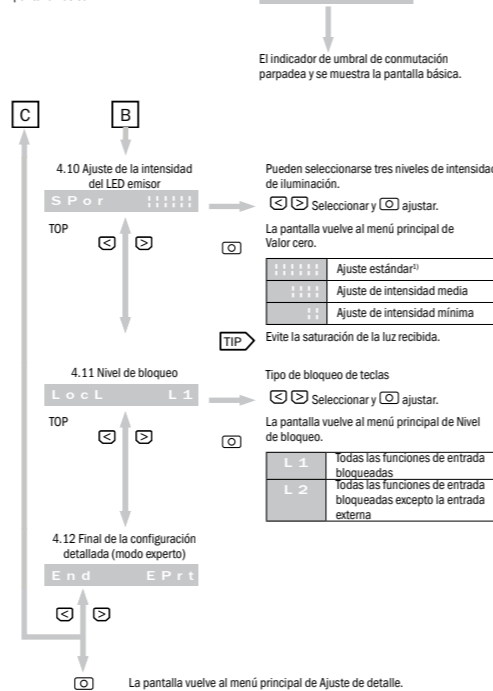 El indicador de umbral de conmutación
parpadea y se muestra la pantalla básica.
C
B
4.10 Ajuste de la intensidad
del LED emisor
SPor
TOP
Pueden seleccionarse tres niveles de intensidad
de iluminación.
< > Seleccionar y O ajustar.
La pantalla vuelve al menú principal de
Valor cero.
Ajuste estándar¹⁾
Ajuste de intensidad media
Ajuste de intensidad mínima
TIP
Evite la saturación de la luz recibida.
4.11 Nivel de bloqueo
LocL L1
TOP
Tipo de bloqueo de teclas
< > Seleccionar y O ajustar.
La pantalla vuelve al menú principal de Nivel
de bloqueo.
L1 Todas las funciones de entrada
bloqueadas
L2 Todas las funciones de entrada
bloqueadas excepto la entrada
externa
4.12 Final de la configuración
detallada (modo experto)
End EPrt
< >
O La pantalla vuelve al menú principal de Ajuste de detalle.